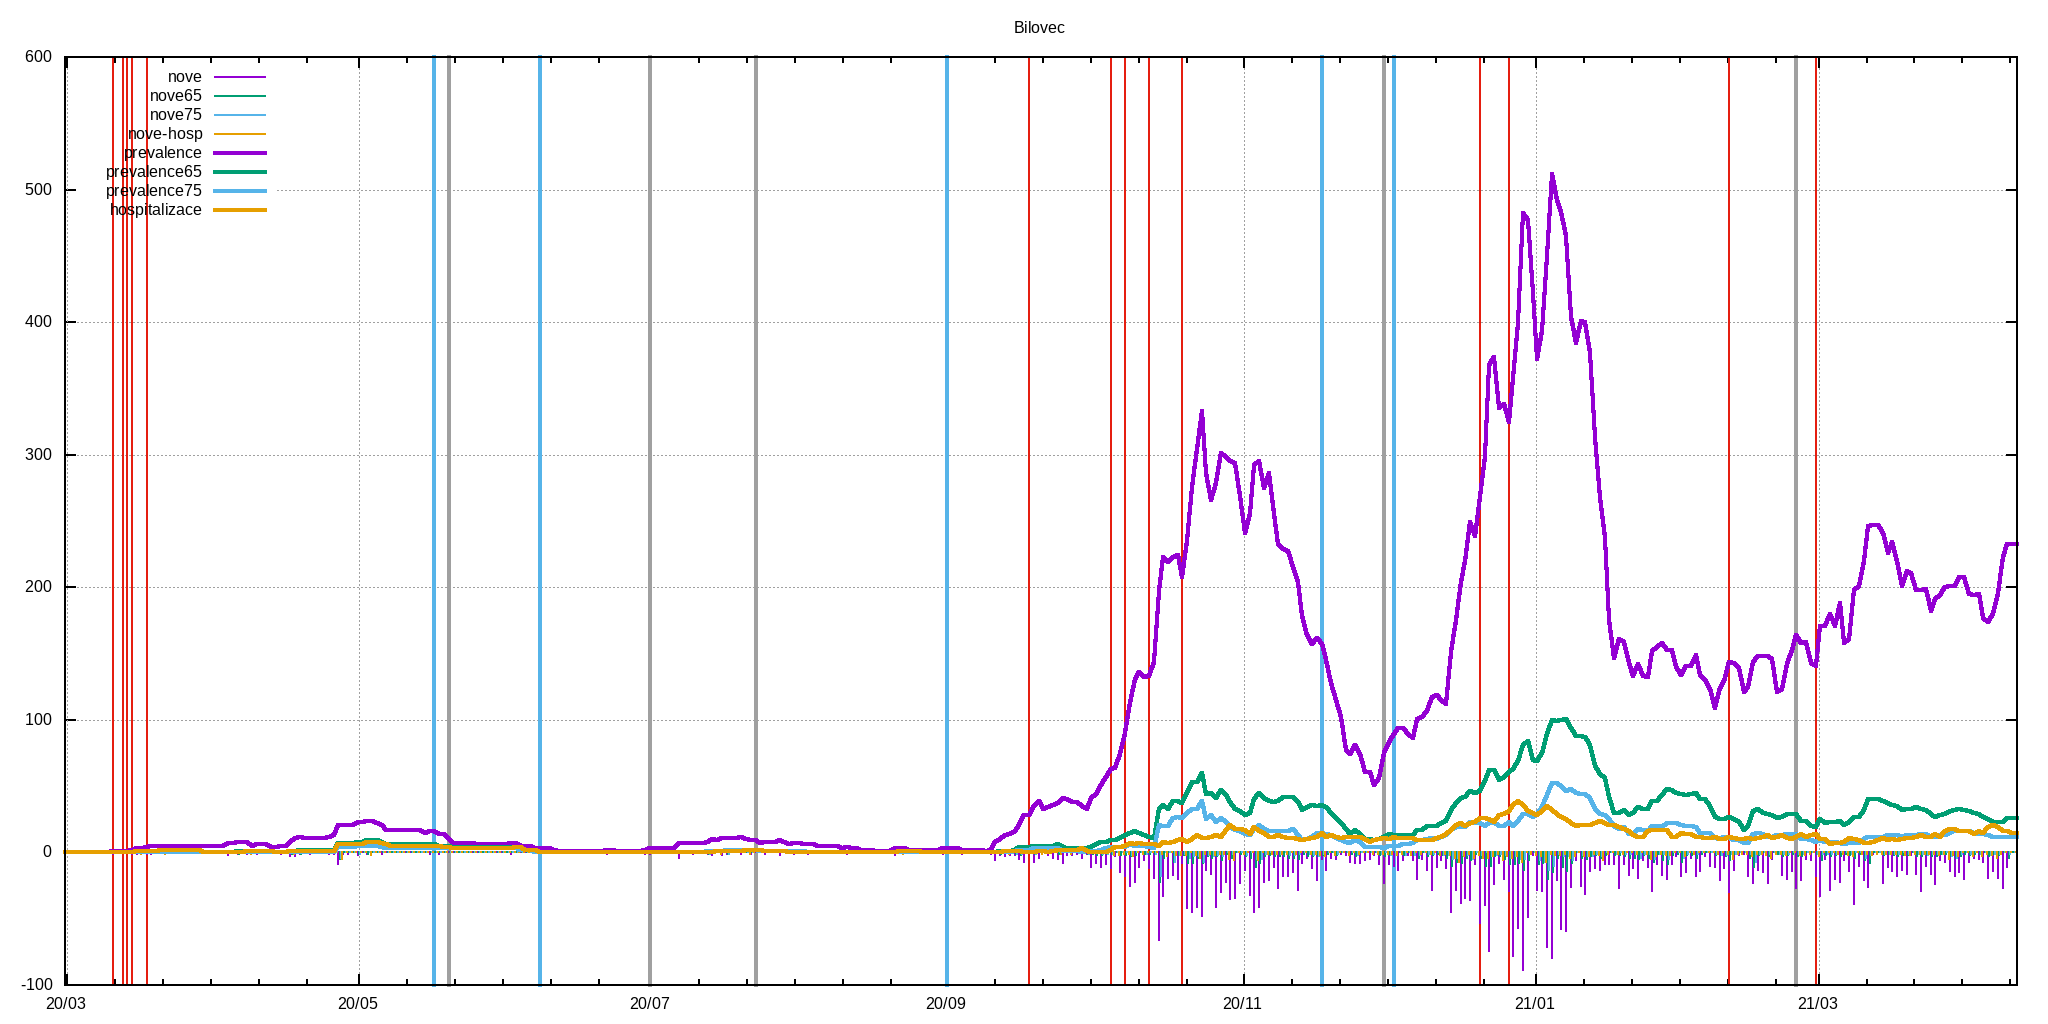 Bilovec
600
500
400
300
200
100
0
-100
nove
nove65
nove75
nove-hosp
prevalence
prevalence65
prevalence75
hospitalizace
20/03 20/05 20/07 20/09 20/11 21/01 21/03